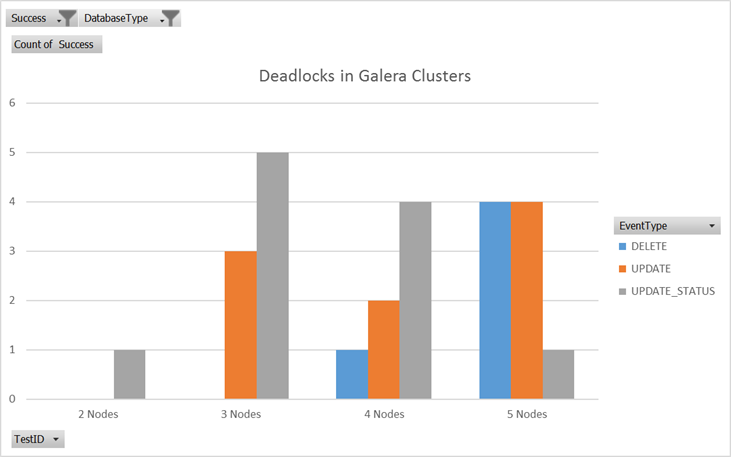 Success DatabaseType
Count of Success
Deadlocks in Galera Clusters
6
5
4
3
2
1
0
2 Nodes 3 Nodes 4 Nodes 5 Nodes
EventType
DELETE
UPDATE
UPDATE_STATUS
TestID